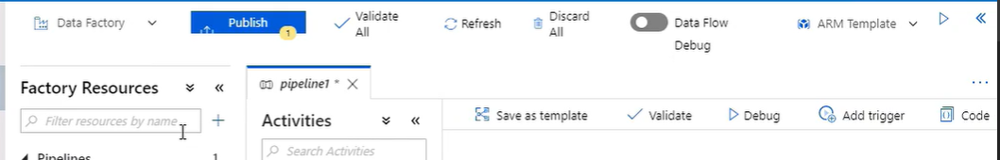 Data Factory
Publish
1
Validate
All
Refresh
Discard
All
Data Flow
Debug
ARM Template
Factory Resources
pipeline1 *
Filter resources by name
Activities
Save as template
Validate
Debug
Add trigger
Code
Search Activities
Pipelines
1